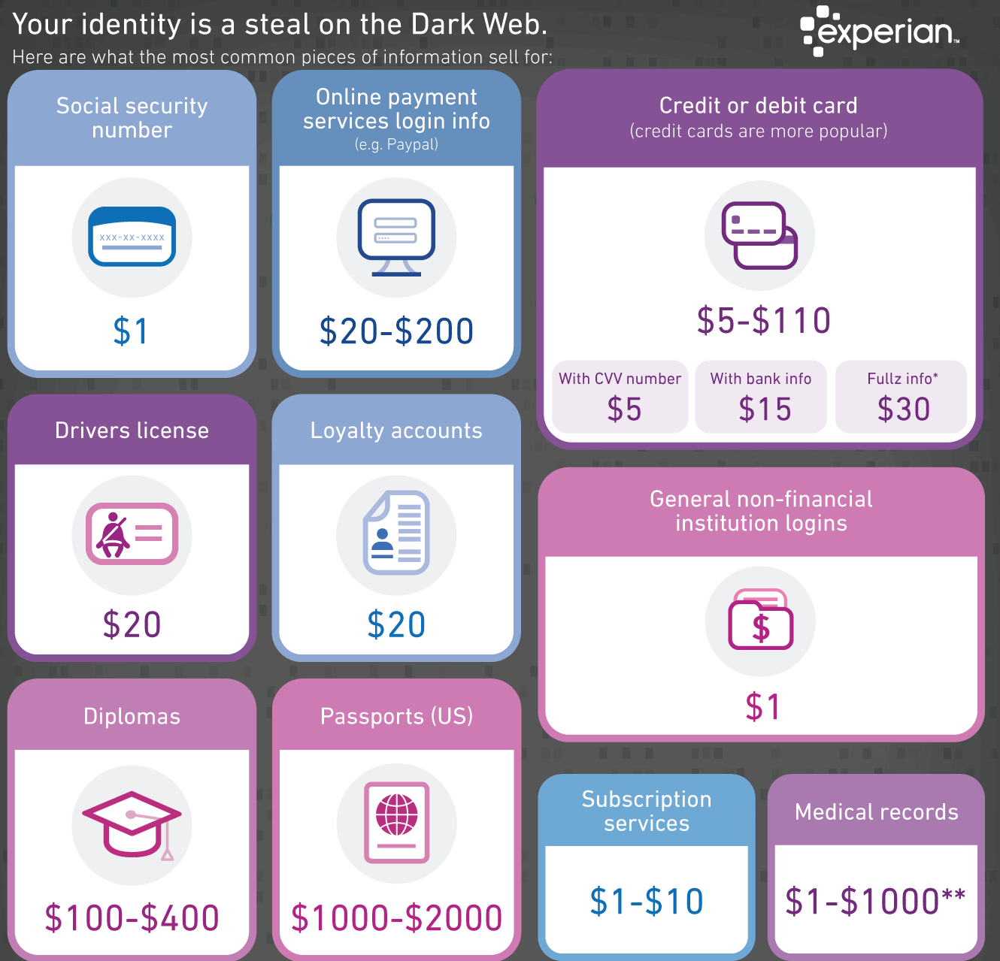 Your identity is a steal on the Dark Web.
Here are what the most common pieces of information sell for:
experian™
Social security
number
xxx-xx-xxxx
$1
Online payment
services login info
(e.g. Paypal)
$20-$200
Credit or debit card
(credit cards are more popular)
$5-$110
With CVV number
$5
With bank info
$15
Fullz info*
$30
Drivers license
$20
Loyalty accounts
$20
General non-financial
institution logins
$
$1
Diplomas
$100-$400
Passports (US)
$1000-$2000
Subscription
services
$1-$10
Medical records
$1-$1000**